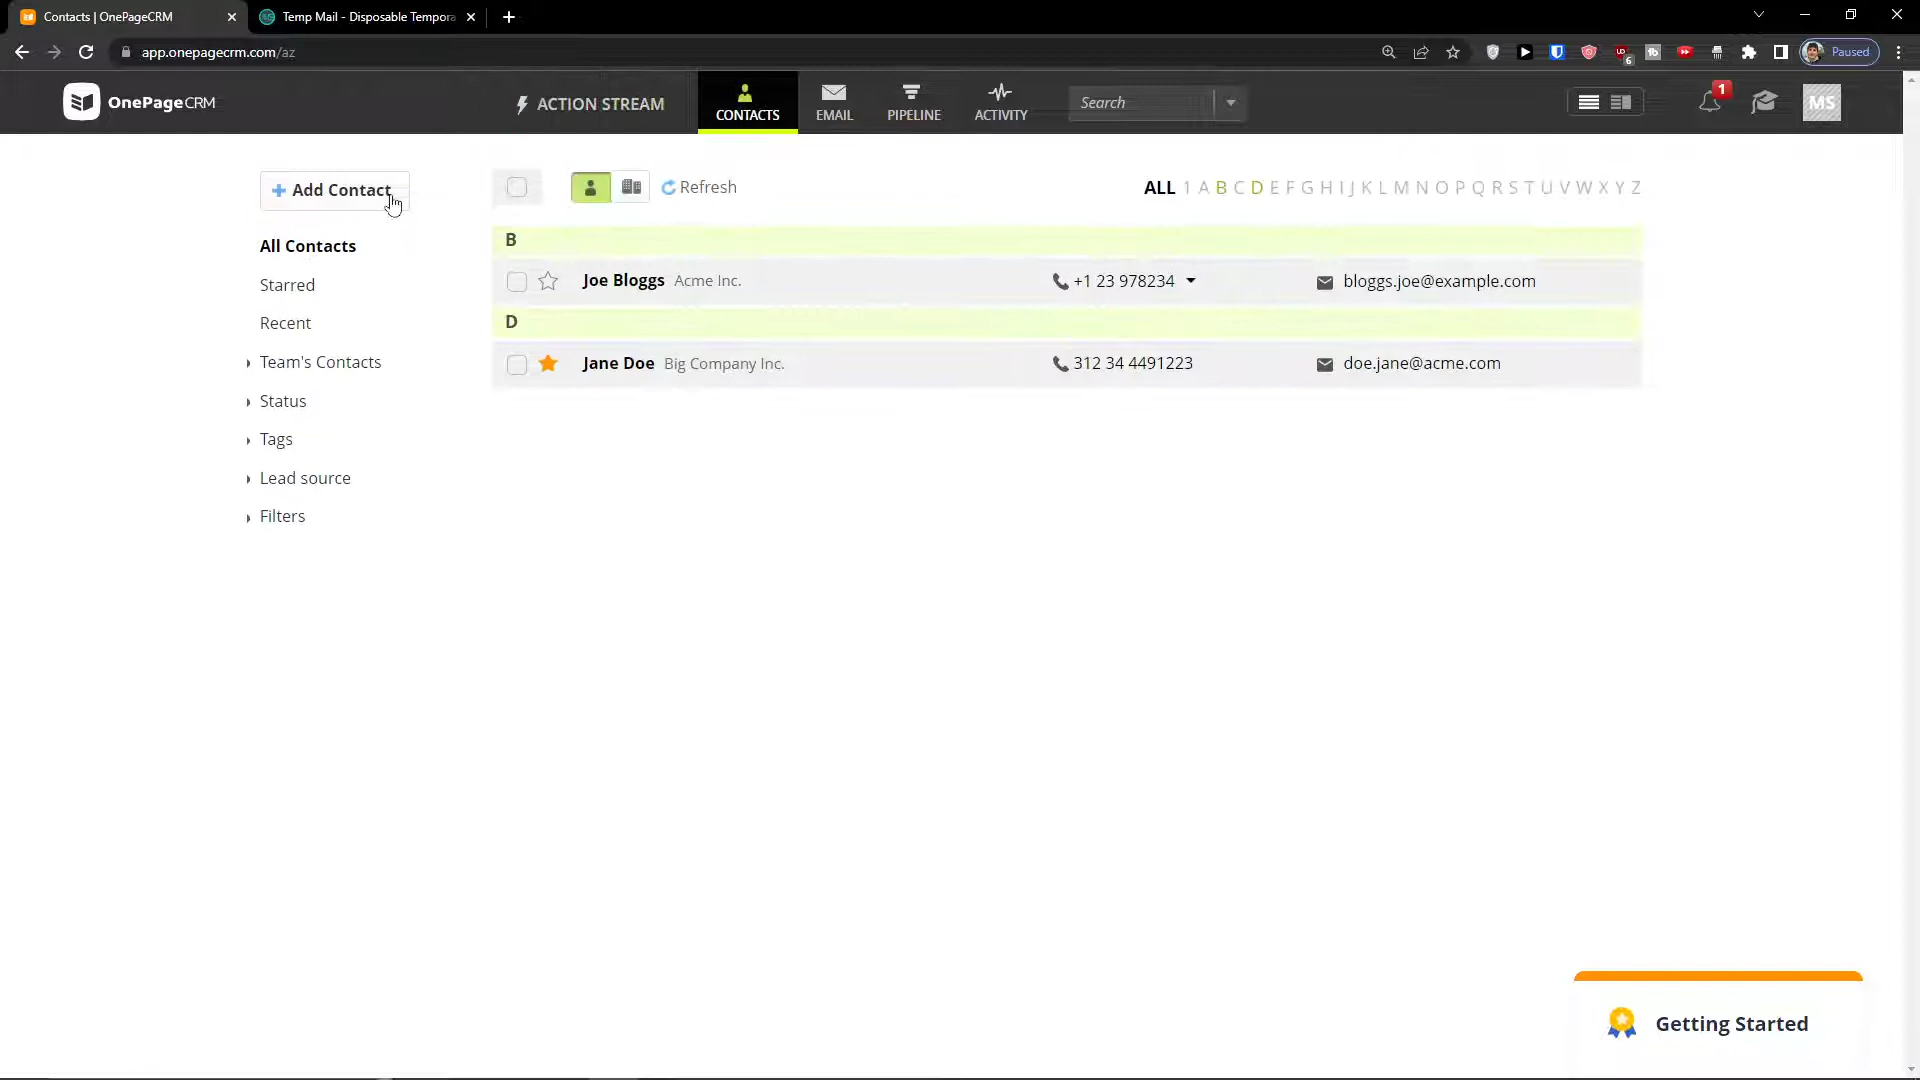 Contacts | OnePageCRM
Temp Mail - Disposable Tempora
app.onepagecrm.com/az
6
Paused
OnePageCRM
ACTION STREAM
CONTACTS
EMAIL
PIPELINE
ACTIVITY
Search
1
MS
+ Add Contact
Refresh
ALL 1 A B C D E F G H I J K L M N O P Q R S T U V W X Y Z
All Contacts
Starred
Recent
Team's Contacts
Status
Tags
Lead source
Filters
B
Joe Bloggs Acme Inc. +1 23 978234 bloggs.joe@example.com
D
Jane Doe Big Company Inc. 312 34 4491223 doe.jane@acme.com
Getting Started